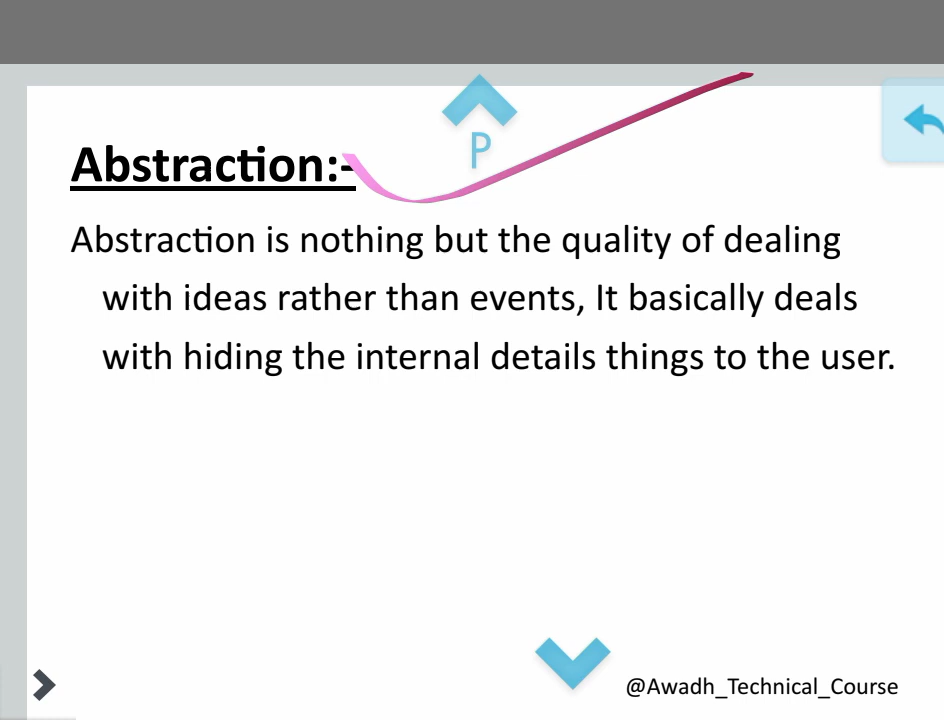 P
Abstraction:-
Abstraction is nothing but the quality of dealing
with ideas rather than events, It basically deals
with hiding the internal details things to the user.
@Awadh_Technical_Course